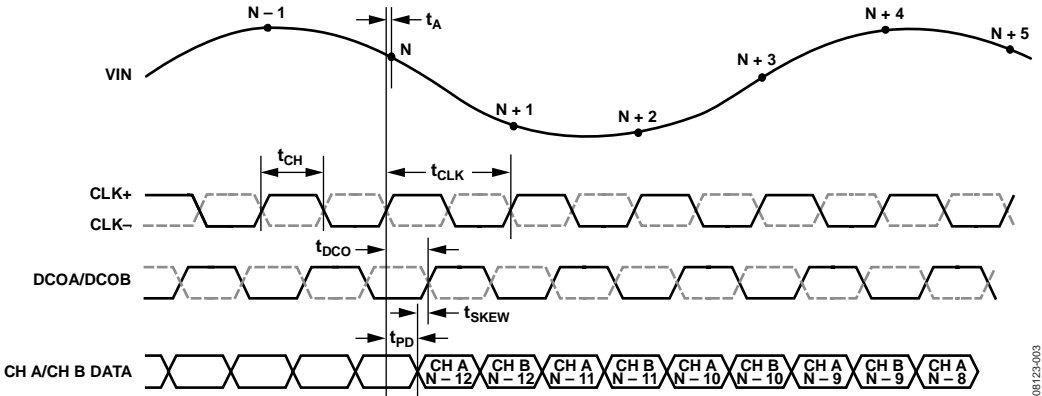 N – 1
tA
N
N + 4
N + 5
VIN
N + 3
N + 1
N + 2
tCH
tCLK
CLK+
CLK–
tDCO
DCOA/DCOB
tSKEW
tPD
CH A/CH B DATA
CH A
N – 12
CH B
N – 12
CH A
N – 11
CH B
N – 11
CH A
N – 10
CH B
N – 10
CH A
N – 9
CH B
N – 9
CH A
N – 8
08123-003